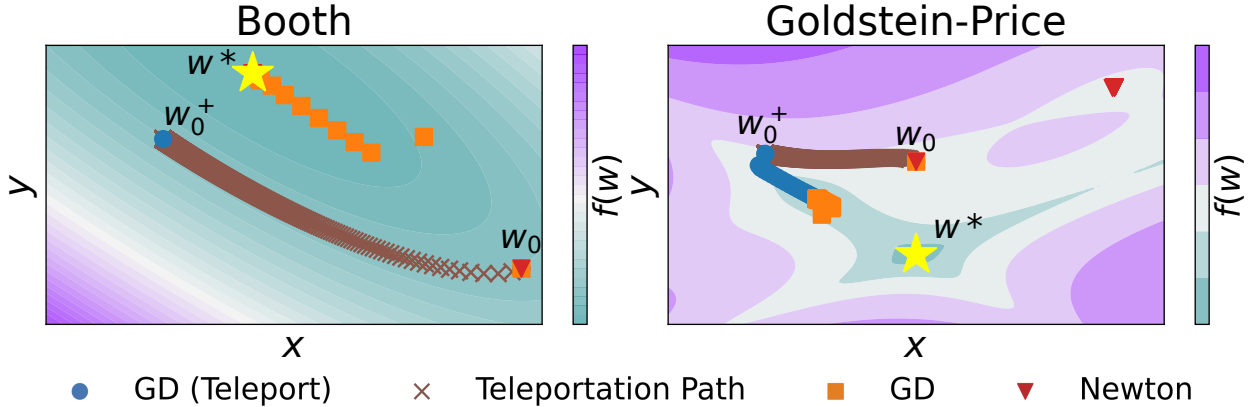 Booth
Goldstein-Price
w*
w₀⁺
w₀
y
x
f(w)
w₀⁺
w₀
w*
y
x
f(w)
GD (Teleport)
Teleportation Path
GD
Newton